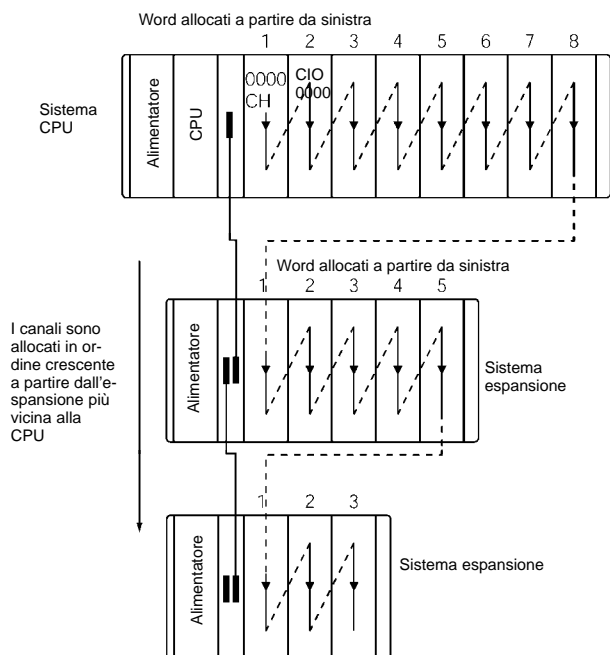 Word allocati a partire da sinistra
1 2 3 4 5 6 7 8
Sistema
CPU
Alimentatore
CPU
0000
CH
CIO
0000
Word allocati a partire da sinistra
1 2 3 4 5
I canali sono
allocati in or-
dine crescente
a partire dall'e-
spansione più
vicina alla
CPU
Alimentatore
Sistema
espansione
1 2 3
Alimentatore
Sistema espansione